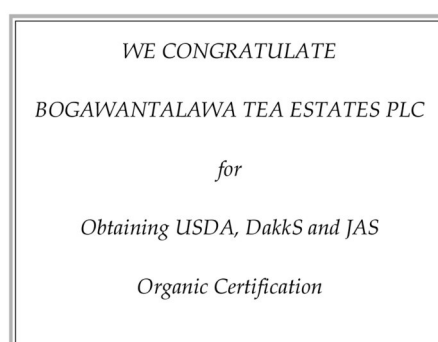 WE CONGRATULATE
BOGAWANTALAWA TEA ESTATES PLC
for
Obtaining USDA, DakkS and JAS
Organic Certification